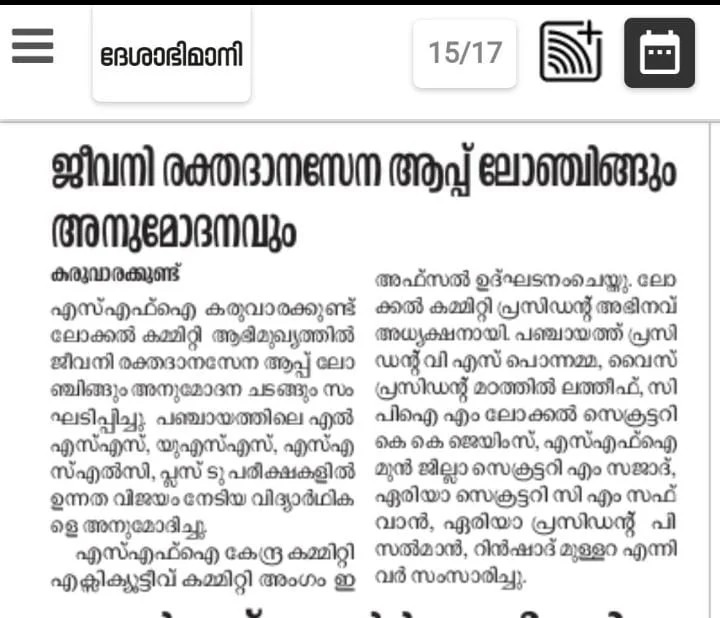 ദേശാഭിമാനി
15/17
ജീവനി രക്തദാനസേന ആപ്പ് ലോഞ്ചിങ്ങും
അനുമോദനവും
കരുവാരക്കുണ്ട്
എസ്എഫ്ഐ കരുവാരക്കുണ്ട്
ലോക്കൽ കമ്മിറ്റി ആഭിമുഖ്യത്തിൽ
ജീവനി രക്തദാനസേന ആപ്പ് ലോ
ഞ്ചിങ്ങും അനുമോദന ചടങ്ങും സം
ഘടിപ്പിച്ചു. പഞ്ചായത്തിലെ എൽ
എസ്എസ്, യുഎസ്എസ്, എസ്എ
സ്എൽസി, പ്ലസ് ടു പരീക്ഷകളിൽ
ഉന്നത വിജയം നേടിയ വിദ്യാർഥിക
ളെ അനുമോദിച്ചു.
എസ്എഫ്ഐ കേന്ദ്ര കമ്മിറ്റി
എക്സിക്യൂട്ടീവ് കമ്മിറ്റി അംഗം ഇ
അഫ്സൽ ഉദ്ഘടനംചെയ്തു. ലോ
ക്കൽ കമ്മിറ്റി പ്രസിഡന്റ് അഭിനവ്
അധ്യക്ഷനായി. പഞ്ചായത്ത് പ്രസി
ഡന്റ് വി എസ് പൊന്നമ്മ, വൈസ്
പ്രസിഡന്റ് മഠത്തിൽ ലത്തീഫ്, സി
പിഐ എം ലോക്കൽ സെക്രട്ടറി
കെ കെ ജെയിംസ്, എസ്എഫ്ഐ
മുൻ ജില്ലാ സെക്രട്ടറി എം സജാദ്,
ഏരിയാ സെക്രട്ടറി സി എം സഫ്
വാൻ, ഏരിയാ പ്രസിഡന്റ് പി
സൽമാൻ, റിൻഷാദ് മുള്ളറ എന്നി
വർ സംസാരിച്ചു.